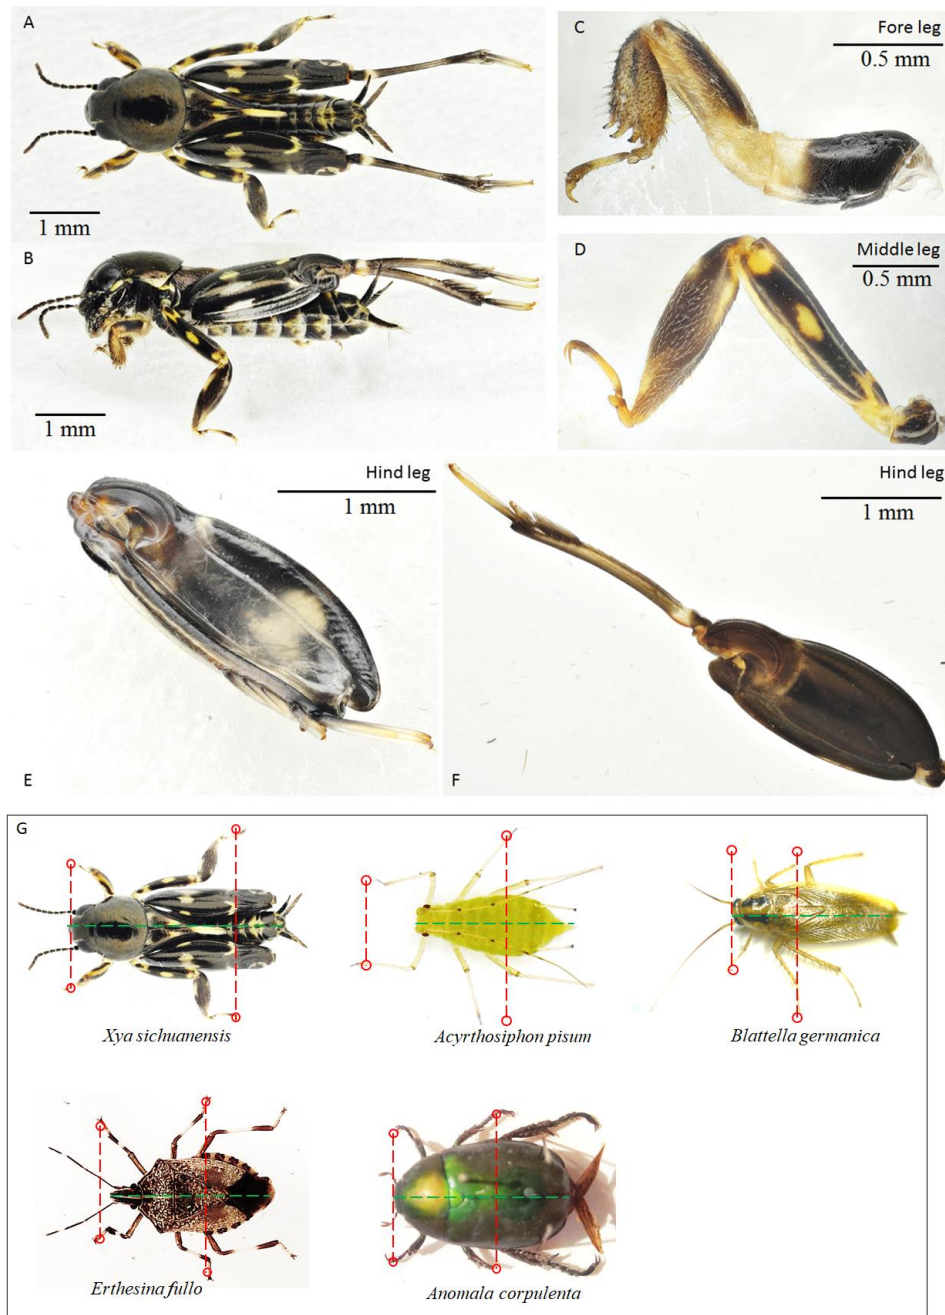 A
1 mm
B
1 mm
C
Fore leg
0.5 mm
D
Middle leg
0.5 mm
Hind leg
1 mm
E
Hind leg
1 mm
F
G
Xya sichuanensis
Acyrthosiphon pisum
Blattella germanica
Erthesina fullo
Anomala corpulenta